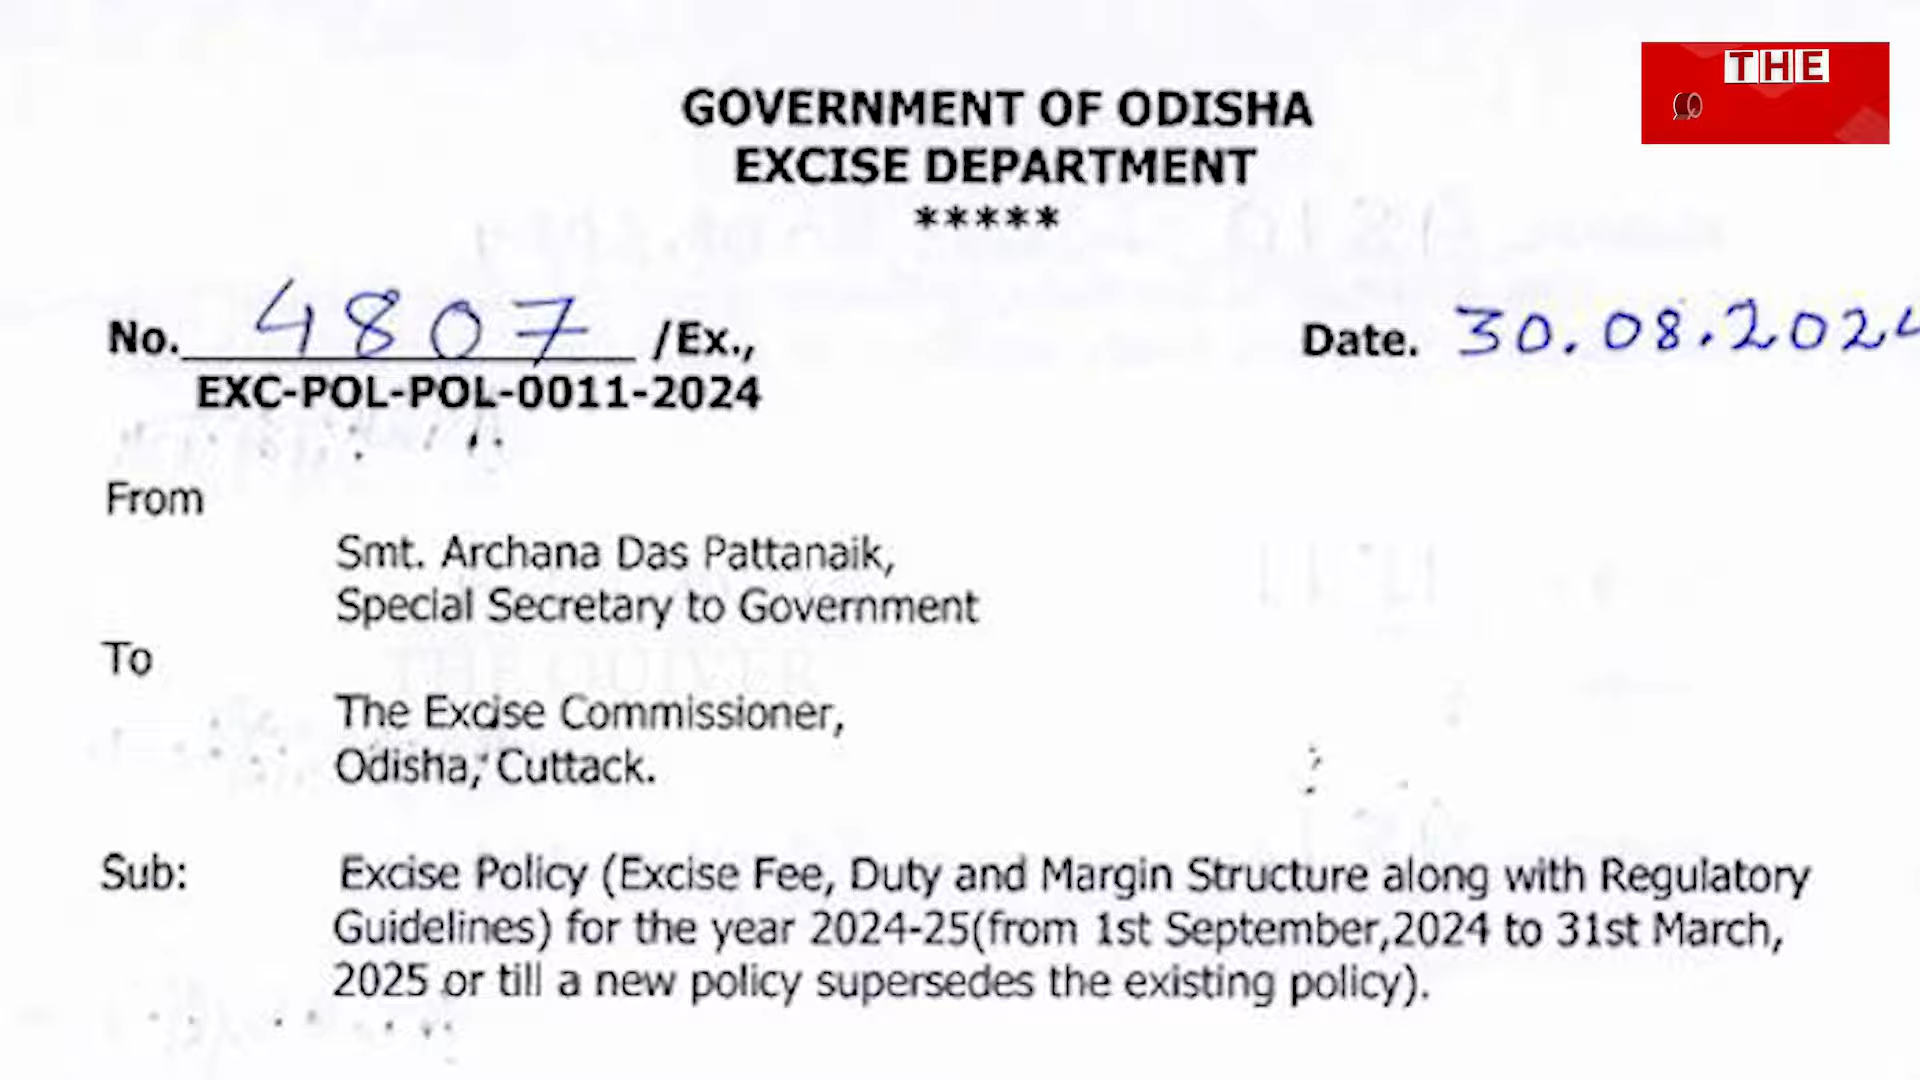 THE
GOVERNMENT OF ODISHA
EXCISE DEPARTMENT
*****
No. 4807 /Ex.,
Date. 30.08.2024
EXC-POL-POL-0011-2024
From
Smt. Archana Das Pattanaik,
Special Secretary to Government
To
THE QUIVER
The Excise Commissioner,
Odisha, Cuttack.
Sub: Excise Policy (Excise Fee, Duty and Margin Structure along with Regulatory
Guidelines) for the year 2024-25(from 1st September,2024 to 31st March,
2025 or till a new policy supersedes the existing policy).